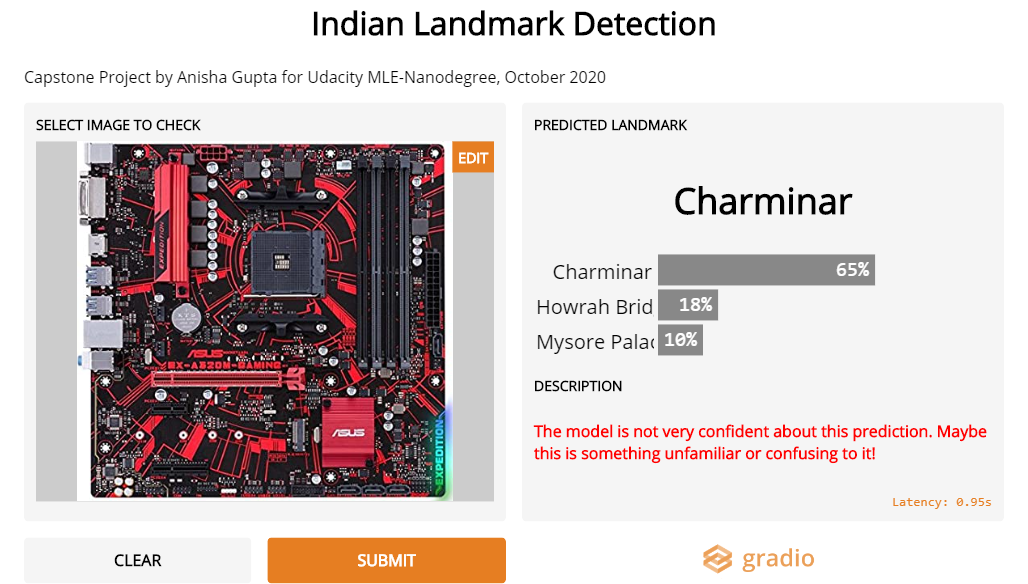 Indian Landmark Detection
Capstone Project by Anisha Gupta for Udacity MLE-Nanodegree, October 2020
SELECT IMAGE TO CHECK
EDIT
EXPEDITION
ASUS
EX-A320M-GAMING
ASUS
EXPEDITION
PREDICTED LANDMARK
Charminar
Charminar 65%
Howrah Brid 18%
Mysore Palac 10%
DESCRIPTION
The model is not very confident about this prediction. Maybe
this is something unfamiliar or confusing to it!
Latency: 0.95s
CLEAR
SUBMIT
gradio